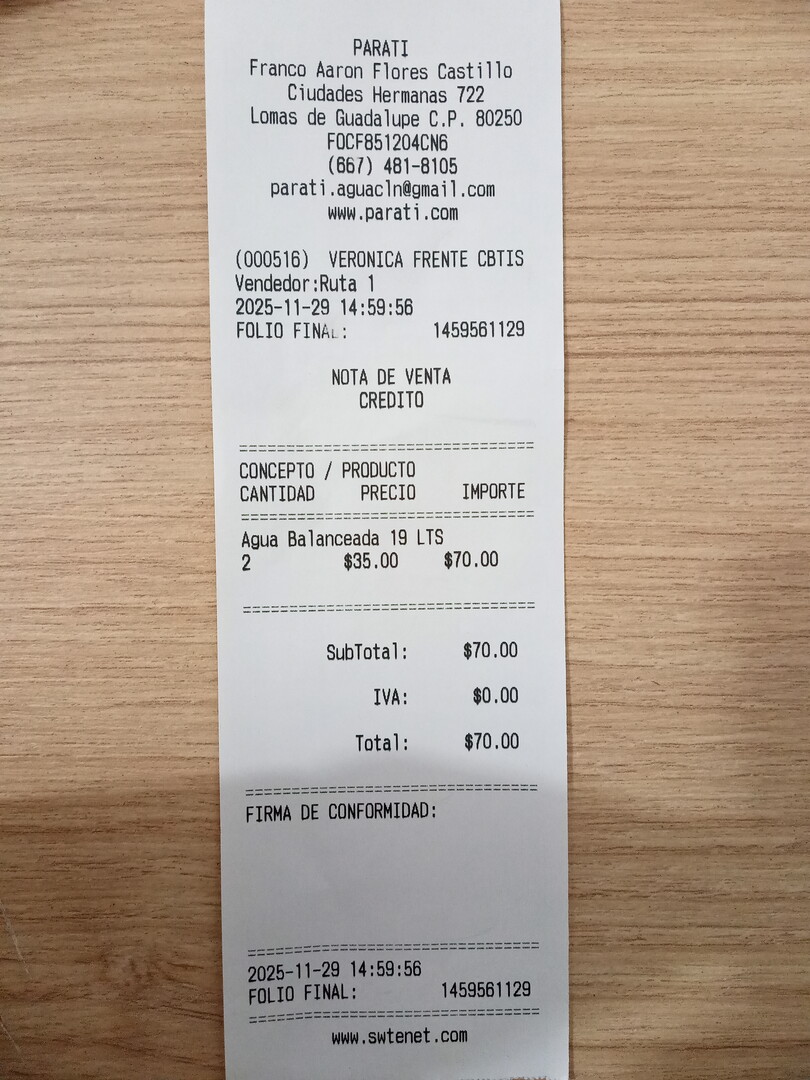 PARATI
Franco Aaron Flores Castillo
Ciudades Hermanas 722
Lomas de Guadalupe C.P. 80250
FOCF851204CN6
(667) 481-8105
parati.aguacln@gmail.com
www.parati.com
(000516) VERONICA FRENTE CBTIS
Vendedor:Ruta 1
2025-11-29 14:59:56
FOLIO FINAL: 1459561129
NOTA DE VENTA
CREDITO
================================
CONCEPTO / PRODUCTO
CANTIDAD PRECIO IMPORTE
================================
Agua Balanceada 19 LTS
2 $35.00 $70.00
================================
SubTotal: $70.00
IVA: $0.00
Total: $70.00
================================
FIRMA DE CONFORMIDAD:
================================
2025-11-29 14:59:56
FOLIO FINAL: 1459561129
================================
www.swtenet.com